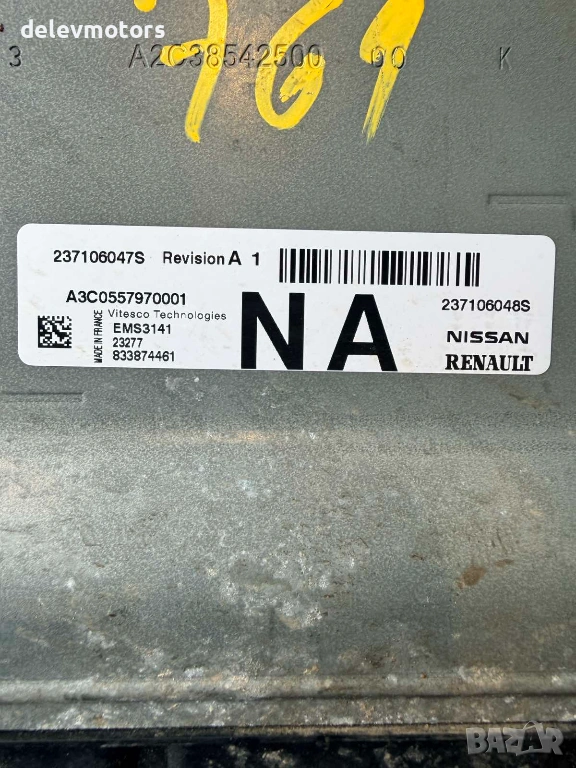 delevmotors
761
3 A2C38542500 00 K
237106047S Revision A 1
A3C0557970001
Vitesco Technologies
EMS3141
23277
833874461
MADE IN FRANCE
NA
237106048S
NISSAN
RENAULT
BAZAR